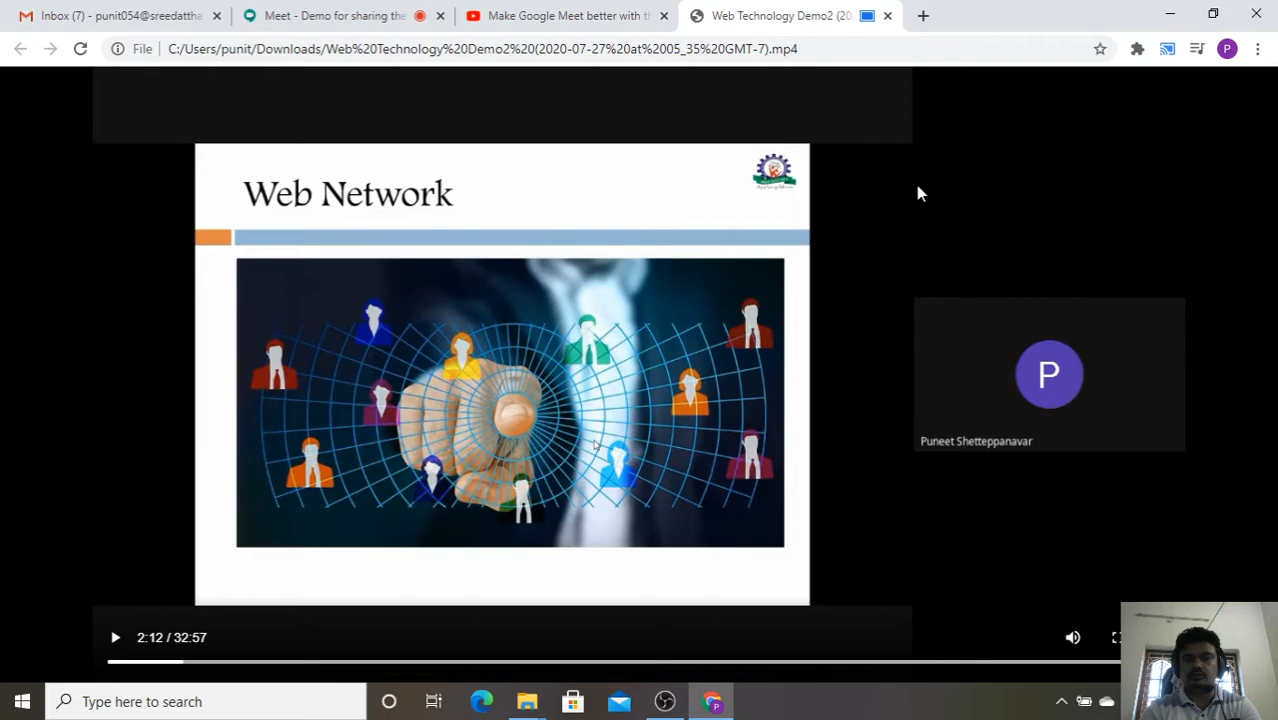 Inbox (7) - punit054@sreedattha
Meet - Demo for sharing the
Make Google Meet better with th
Web Technology Demo2 (20
File
C:/Users/punit/Downloads/Web%20Technology%20Demo2%20(2020-07-27%20at%2005_35%20GMT-7).mp4
P
Web Network
P
Puneet Shetteppanavar
2:12 / 32:57
Type here to search
P